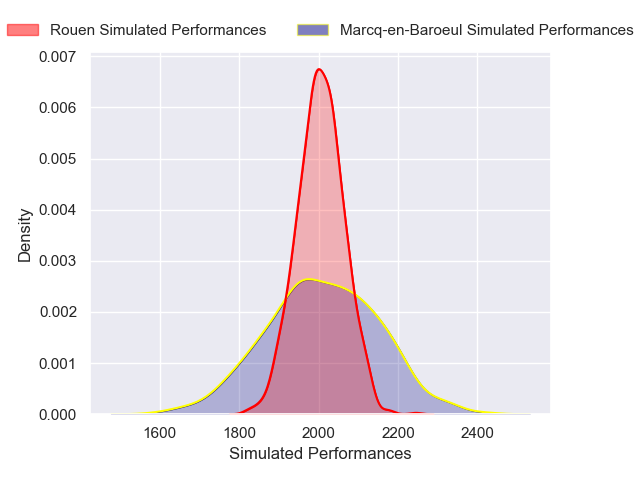 Rouen Simulated Performances
Marcq-en-Baroeul Simulated Performances
0.007
0.006
0.005
0.004
0.003
0.002
0.001
0.000
Density
1600 1800 2000 2200 2400
Simulated Performances